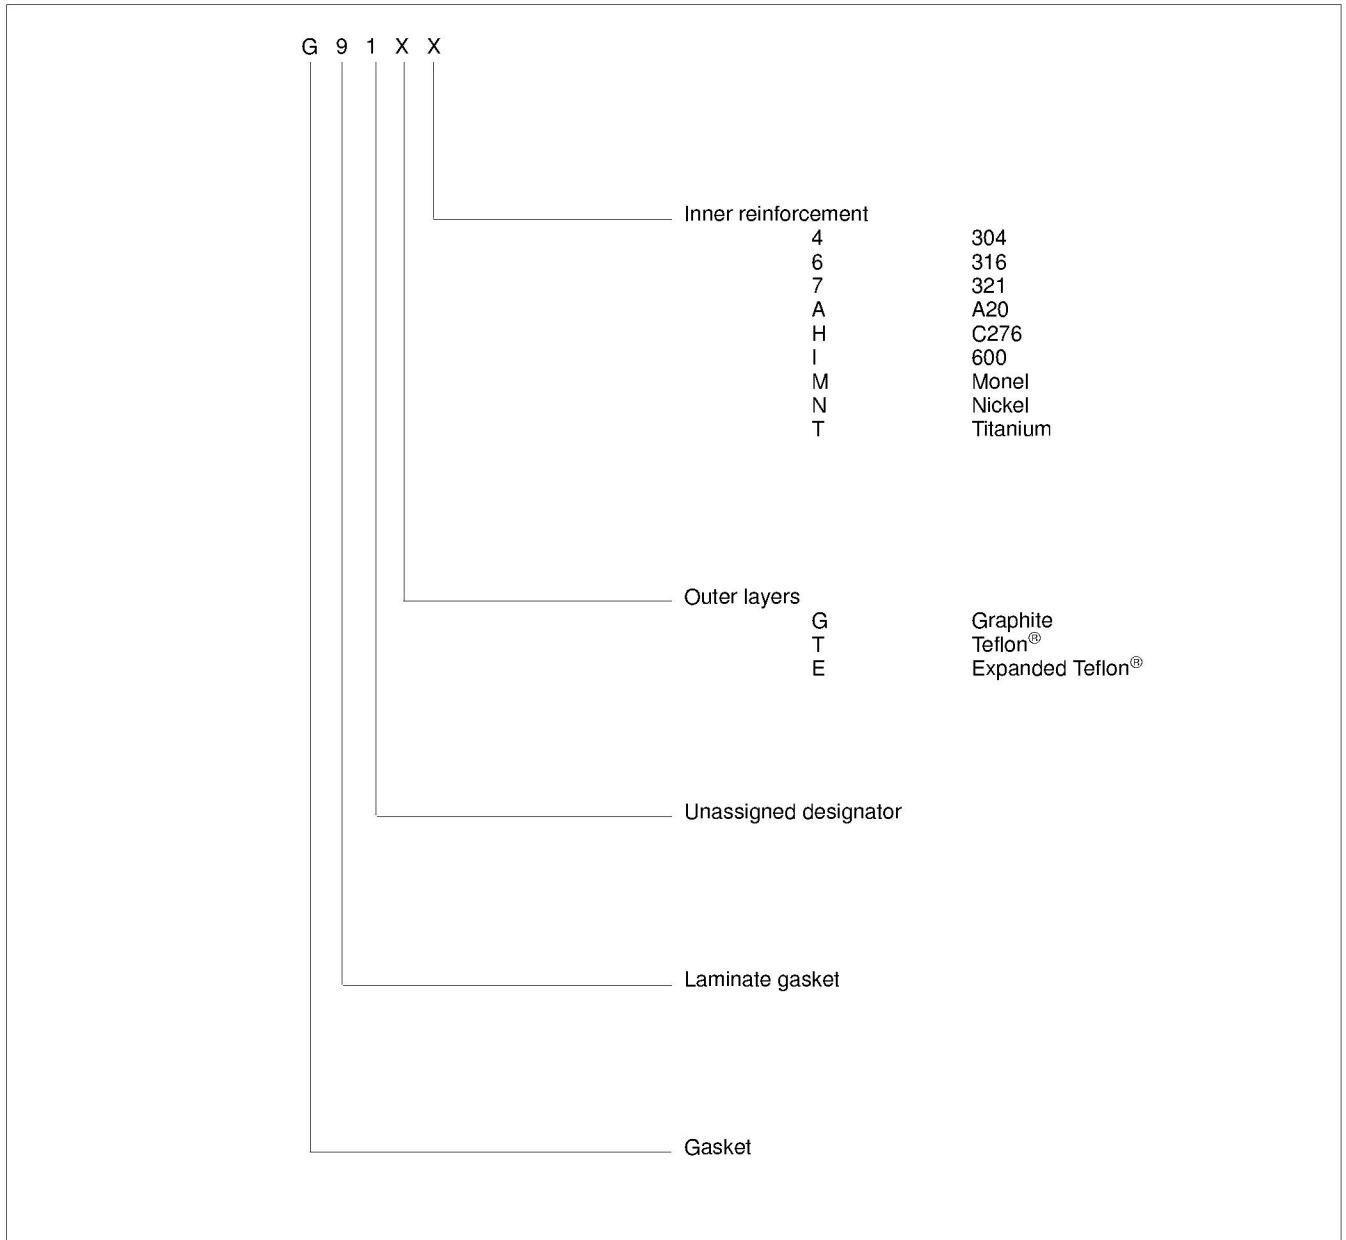 G 9 1 X X
Inner reinforcement
4 304
6 316
7 321
A A20
H C276
I 600
M Monel
N Nickel
T Titanium
Outer layers
G Graphite
T Teflon®
E Expanded Teflon®
Unassigned designator
Laminate gasket
Gasket